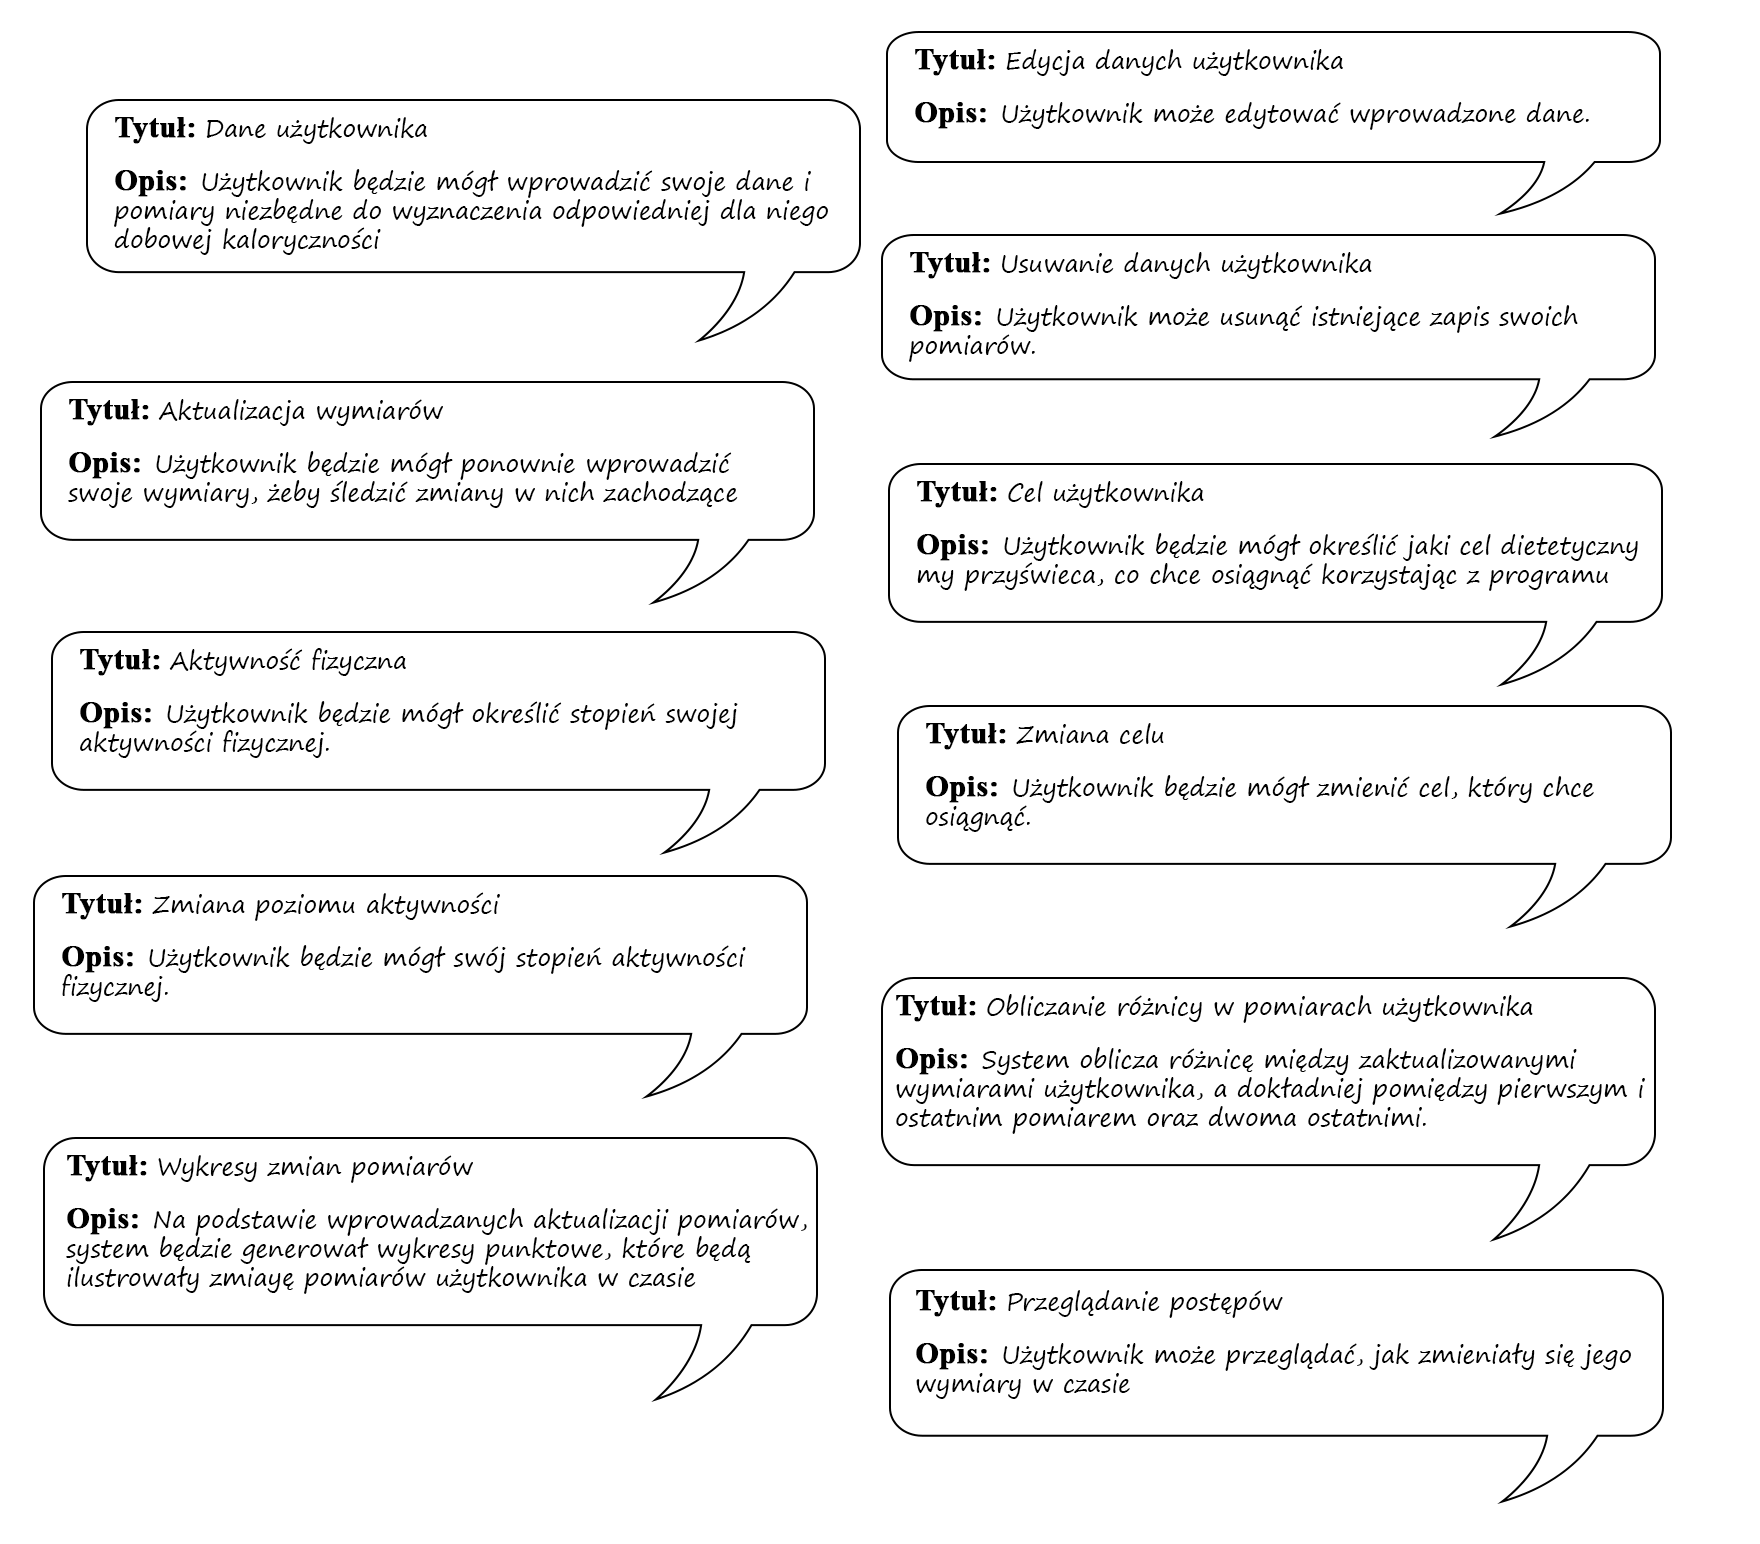 Tytuł: Dane użytkownika
Opis: Użytkownik będzie mógł wprowadzić swoje dane i
pomiary niezbędne do wyznaczenia odpowiedniej dla niego
dobowej kaloryczności
Tytuł: Aktualizacja wymiarów
Opis: Użytkownik będzie mógł ponownie wprowadzić
swoje wymiary, żeby śledzić zmiany w nich zachodzące
Tytuł: Aktywność fizyczna
Opis: Użytkownik będzie mógł określić stopień swojej
aktywności fizycznej.
Tytuł: Zmiana poziomu aktywności
Opis: Użytkownik będzie mógł swój stopień aktywności
fizycznej.
Tytuł: Wykresy zmian pomiarów
Opis: Na podstawie wprowadzanych aktualizacji pomiarów,
system będzie generował wykresy punktowe, które będą
ilustrowały zmiayę pomiarów użytkownika w czasie
Tytuł: Edycja danych użytkownika
Opis: Użytkownik może edytować wprowadzone dane.
Tytuł: Usuwanie danych użytkownika
Opis: Użytkownik może usunąć istniejące zapis swoich
pomiarów.
Tytuł: Cel użytkownika
Opis: Użytkownik będzie mógł określić jaki cel dietetyczny
my przyświeca, co chce osiągnąć korzystając z programu
Tytuł: Zmiana celu
Opis: Użytkownik będzie mógł zmienić cel, który chce
osiągnąć.
Tytuł: Obliczanie różnicy w pomiarach użytkownika
Opis: System oblicza różnicę między zaktualizowanymi
wymiarami użytkownika, a dokładniej pomiędzy pierwszym i
ostatnim pomiarem oraz dwoma ostatnimi.
Tytuł: Przeglądanie postępów
Opis: Użytkownik może przeglądać, jak zmieniały się jego
wymiary w czasie